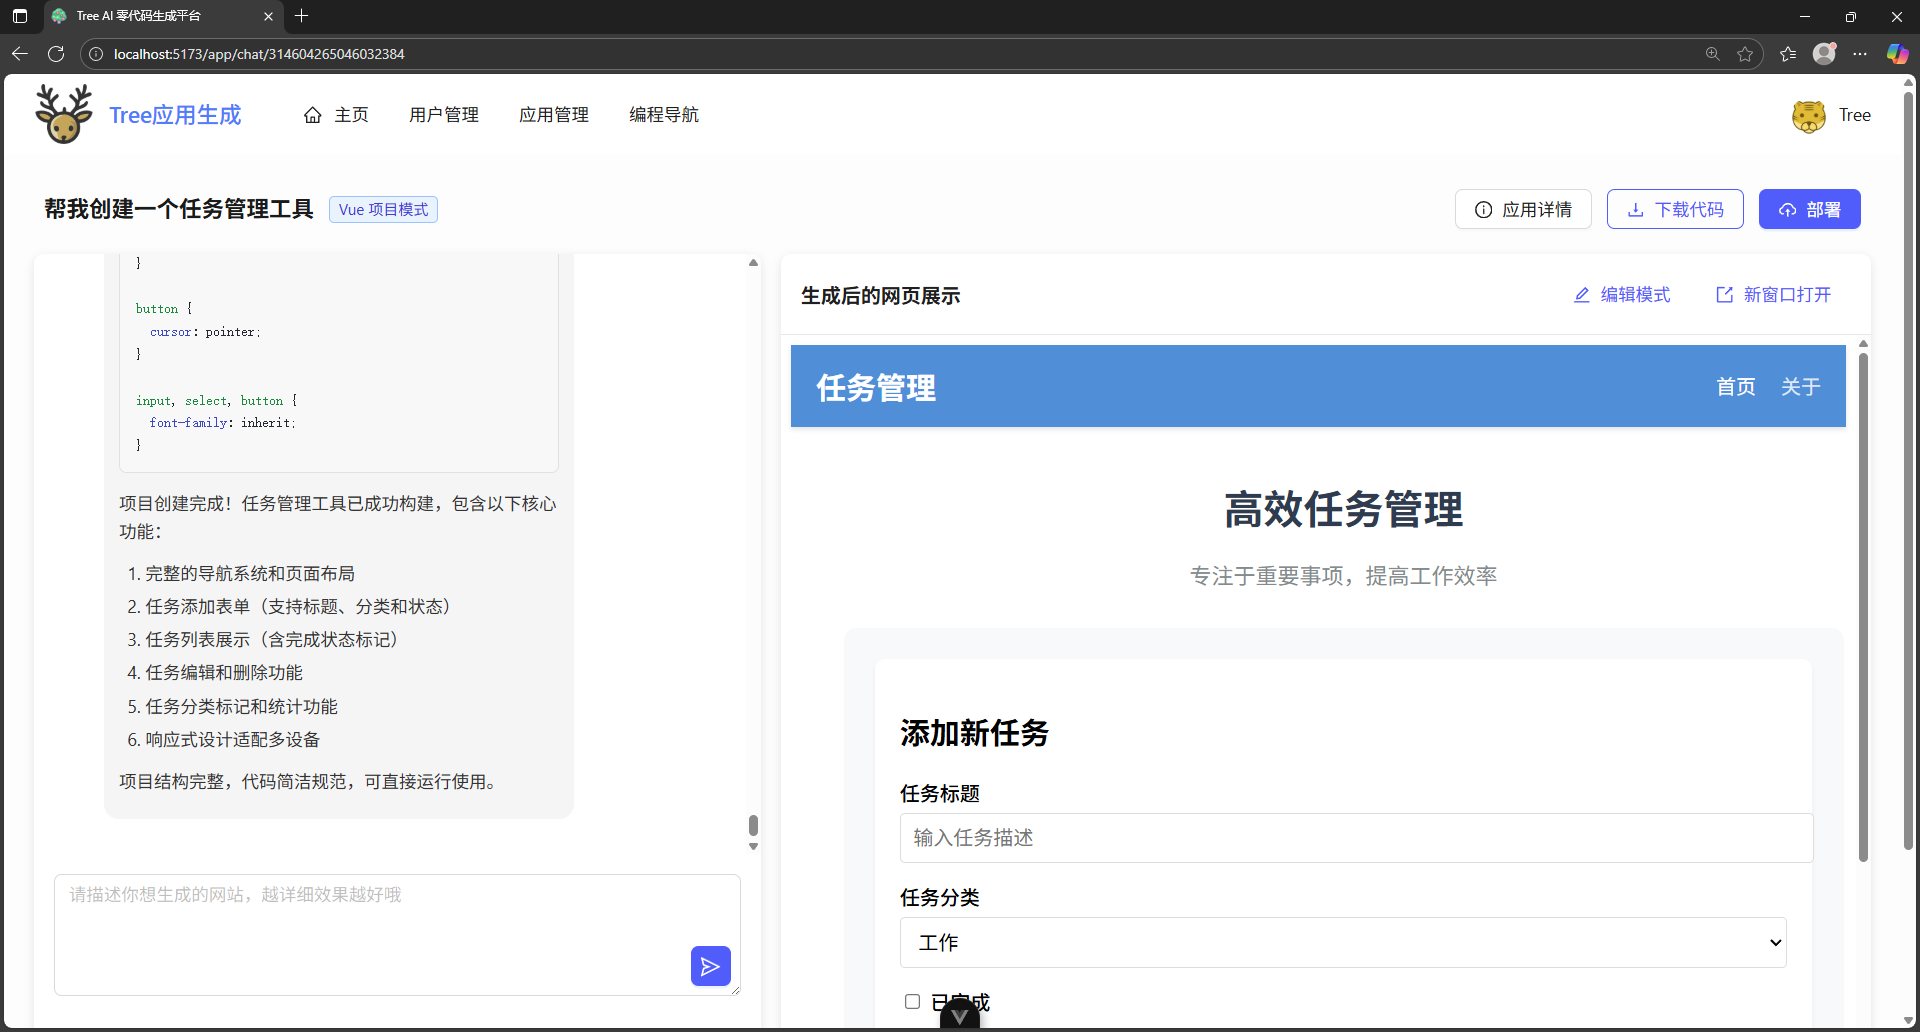 Tree AI 零代码生成平台
localhost:5173/app/chat/314604265046032384
Tree应用生成
主页
用户管理
应用管理
编程导航
Tree
帮我创建一个任务管理工具
Vue 项目模式
应用详情
下载代码
部署
}
button {
cursor: pointer;
}
input, select, button {
font-family: inherit;
}
项目创建完成！任务管理工具已成功构建，包含以下核心
功能：
1. 完整的导航系统和页面布局
2. 任务添加表单（支持标题、分类和状态）
3. 任务列表展示（含完成状态标记）
4. 任务编辑和删除功能
5. 任务分类标记和统计功能
6. 响应式设计适配多设备
项目结构完整，代码简洁规范，可直接运行使用。
请描述你想生成的网站，越详细效果越好哦
生成后的网页展示
编辑模式
新窗口打开
任务管理
首页
关于
高效任务管理
专注于重要事项，提高工作效率
添加新任务
任务标题
输入任务描述
任务分类
工作
已完成